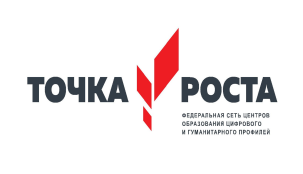 ТОЧКА РОСТА
ФЕДЕРАЛЬНАЯ СЕТЬ ЦЕНТРОВ
ОБРАЗОВАНИЯ ЦИФРОВОГО
И ГУМАНИТАРНОГО ПРОФИЛЕЙ